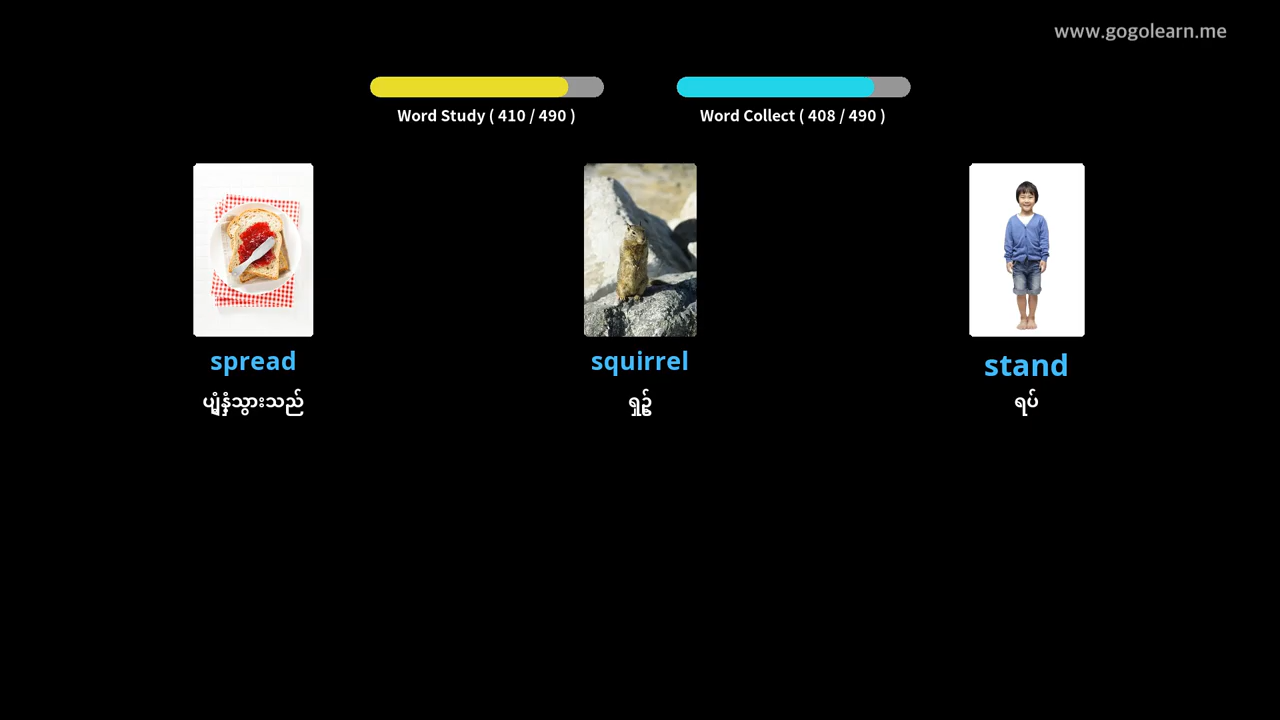 www.gogolearn.me
Word Study ( 410 / 490 )
Word Collect ( 408 / 490 )
spread
squirrel
stand
ပျံ့နှံ့သွားသည်
ရှဉ့်
ရပ်